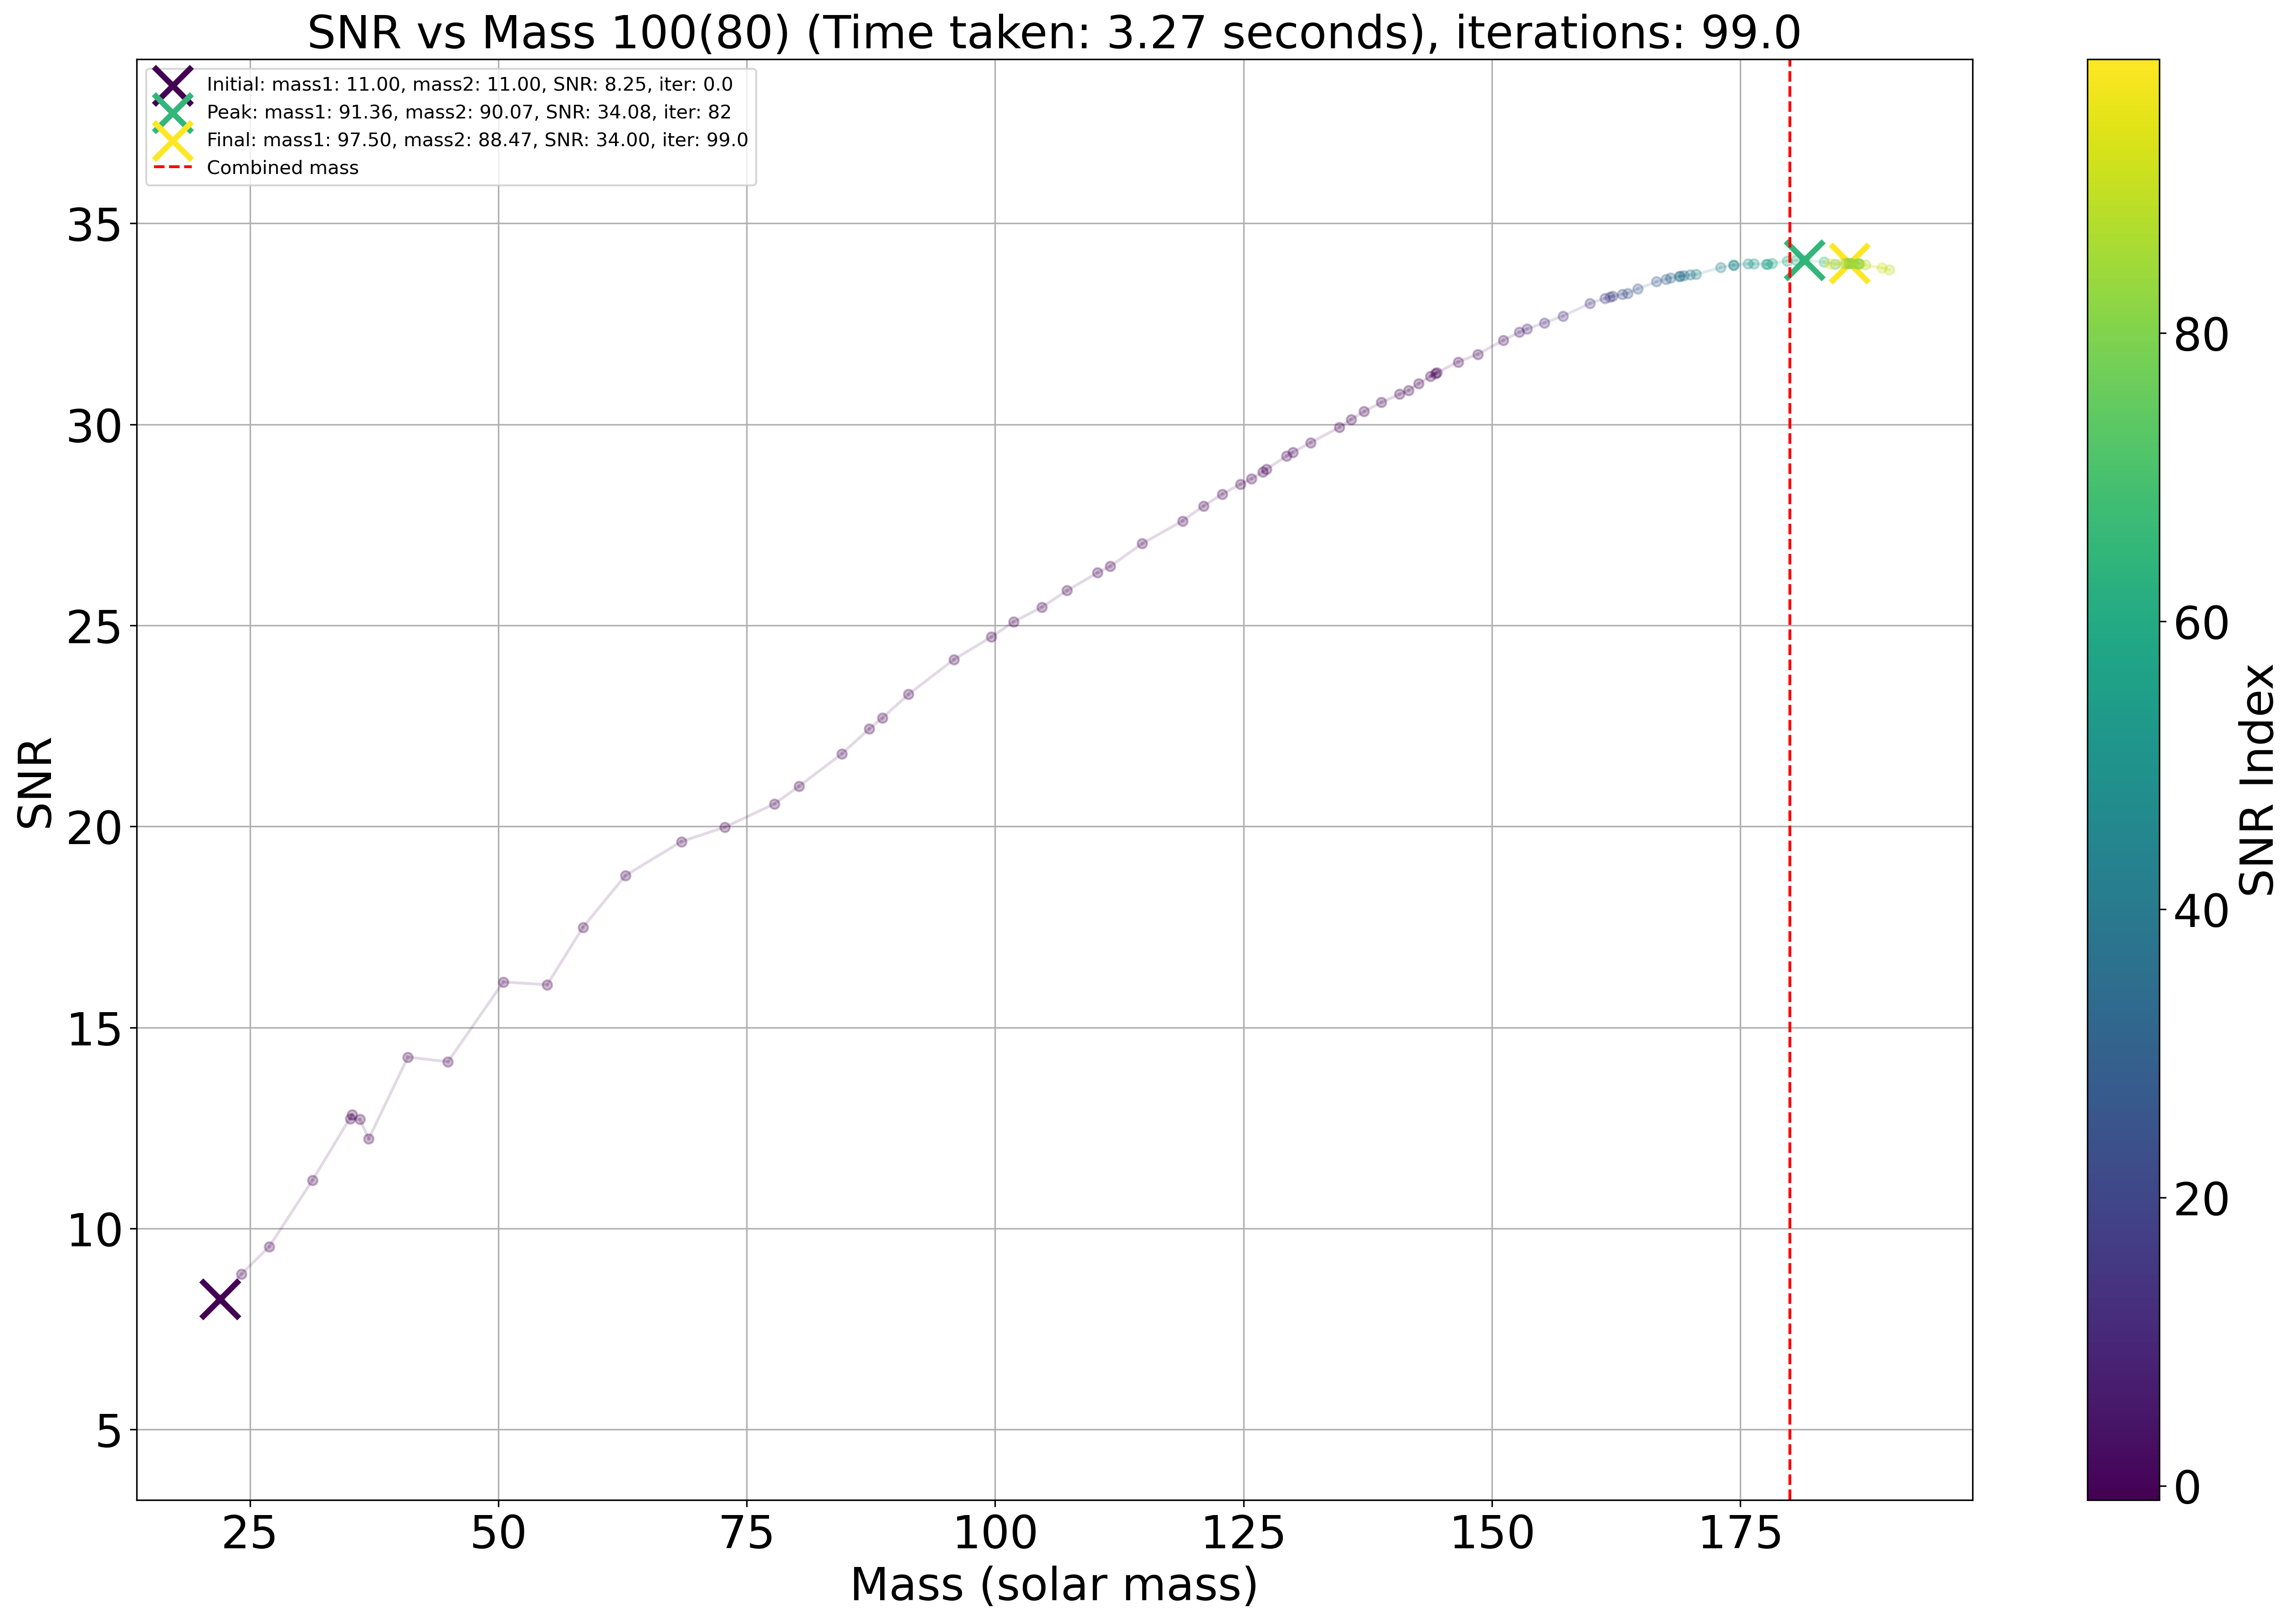 SNR vs Mass 100(80) (Time taken: 3.27 seconds), iterations: 99.0
Initial: mass1: 11.00, mass2: 11.00, SNR: 8.25, iter: 0.0
Peak: mass1: 91.36, mass2: 90.07, SNR: 34.08, iter: 82
Final: mass1: 97.50, mass2: 88.47, SNR: 34.00, iter: 99.0
Combined mass
35
30
25
20
15
10
5
SNR
25 50 75 100 125 150 175
Mass (solar mass)
80
60
40
20
0
SNR Index